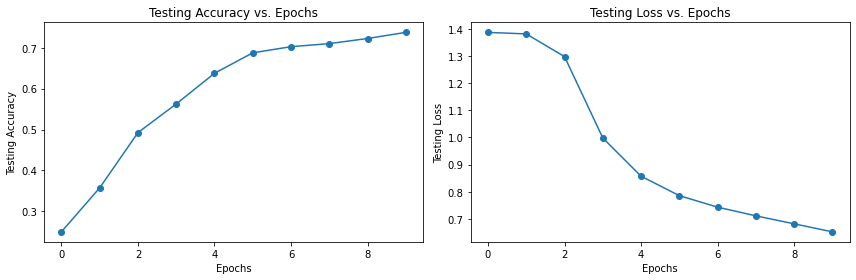 Testing Accuracy vs. Epochs
Testing Accuracy
0.7
0.6
0.5
0.4
0.3
0 2 4 6 8
Epochs
Testing Loss vs. Epochs
Testing Loss
1.4
1.3
1.2
1.1
1.0
0.9
0.8
0.7
0 2 4 6 8
Epochs